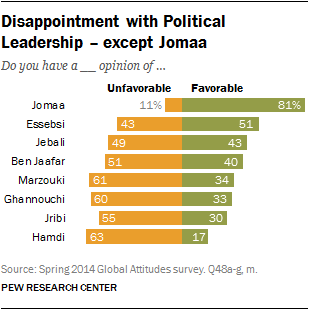 Disappointment with Political
Leadership – except Jomaa
Do you have a __ opinion of ...
Unfavorable Favorable
Jomaa 11% 81%
Essebsi 43 51
Jebali 49 43
Ben Jaafar 51 40
Marzouki 61 34
Ghannouchi 60 33
Jribi 55 30
Hamdi 63 17
Source: Spring 2014 Global Attitudes survey. Q48a-g, m.
PEW RESEARCH CENTER